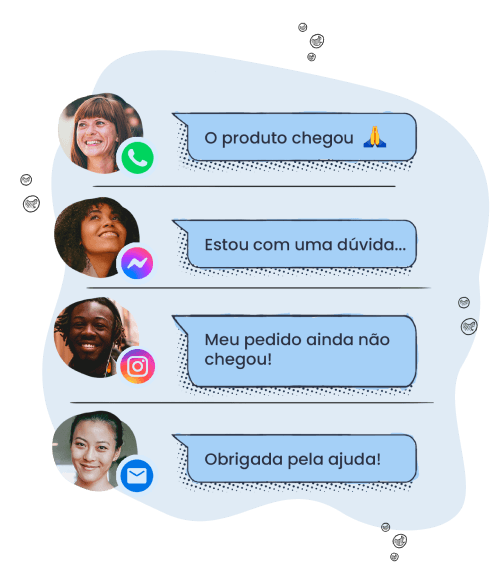 O produto chegou 🙏
Estou com uma dúvida...
Meu pedido ainda não
chegou!
Obrigada pela ajuda!